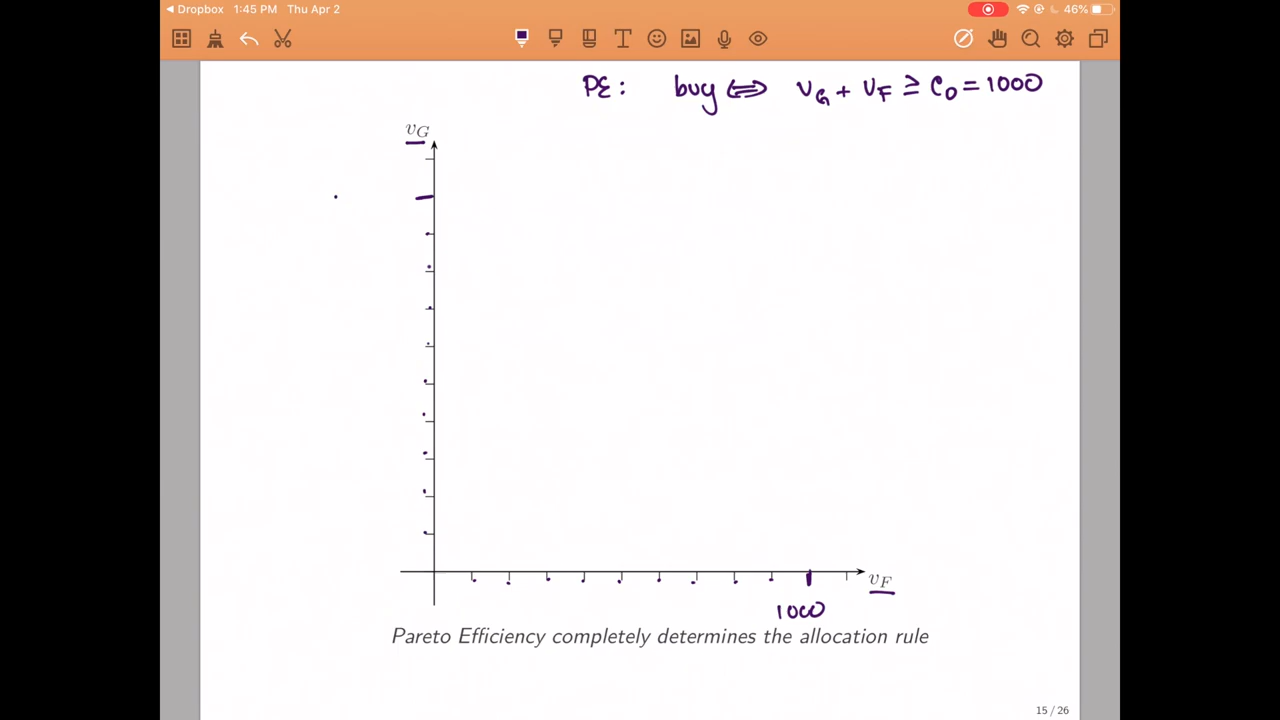 Dropbox 1:45 PM Thu Apr 2 46%
PE: buy ⇔ v_G + v_F ≥ C_0 = 1000
v_G
v_F
1000
Pareto Efficiency completely determines the allocation rule
15 / 26